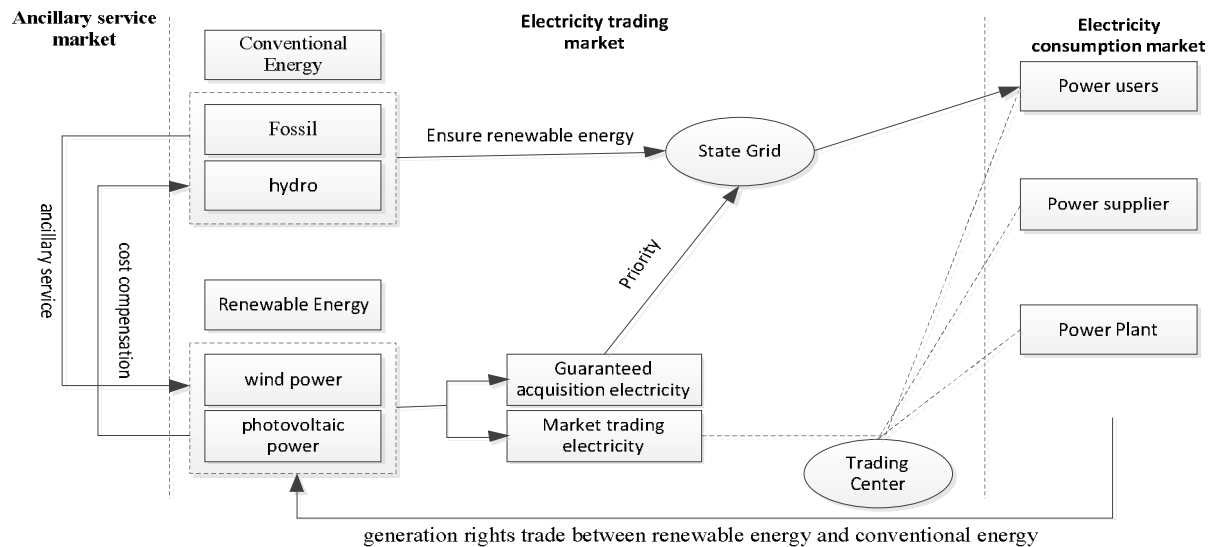 Ancillary service
market
Electricity trading
market
Electricity
consumption market
Conventional
Energy
Fossil
hydro
ancillary service
cost compensation
Ensure renewable energy
State Grid
Power users
Power supplier
Power Plant
Priority
Renewable Energy
wind power
photovoltaic
power
Guaranteed
acquisition electricity
Market trading
electricity
Trading
Center
generation rights trade between renewable energy and conventional energy